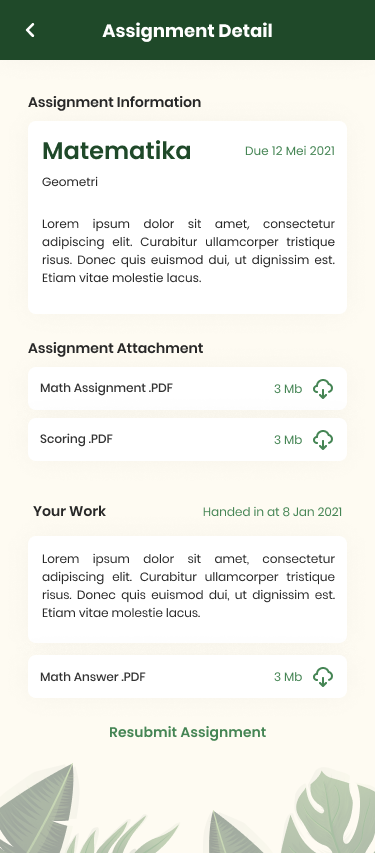 Assignment Detail
Assignment Information
Matematika
Due 12 Mei 2021
Geometri
Lorem ipsum dolor sit amet, consectetur
adipiscing elit. Curabitur ullamcorper tristique
risus. Donec quis euismod dui, ut dignissim est.
Etiam vitae molestie lacus.
Assignment Attachment
Math Assignment .PDF
3 Mb
Scoring .PDF
3 Mb
Your Work
Handed in at 8 Jan 2021
Lorem ipsum dolor sit amet, consectetur
adipiscing elit. Curabitur ullamcorper tristique
risus. Donec quis euismod dui, ut dignissim est.
Etiam vitae molestie lacus.
Math Answer .PDF
3 Mb
Resubmit Assignment